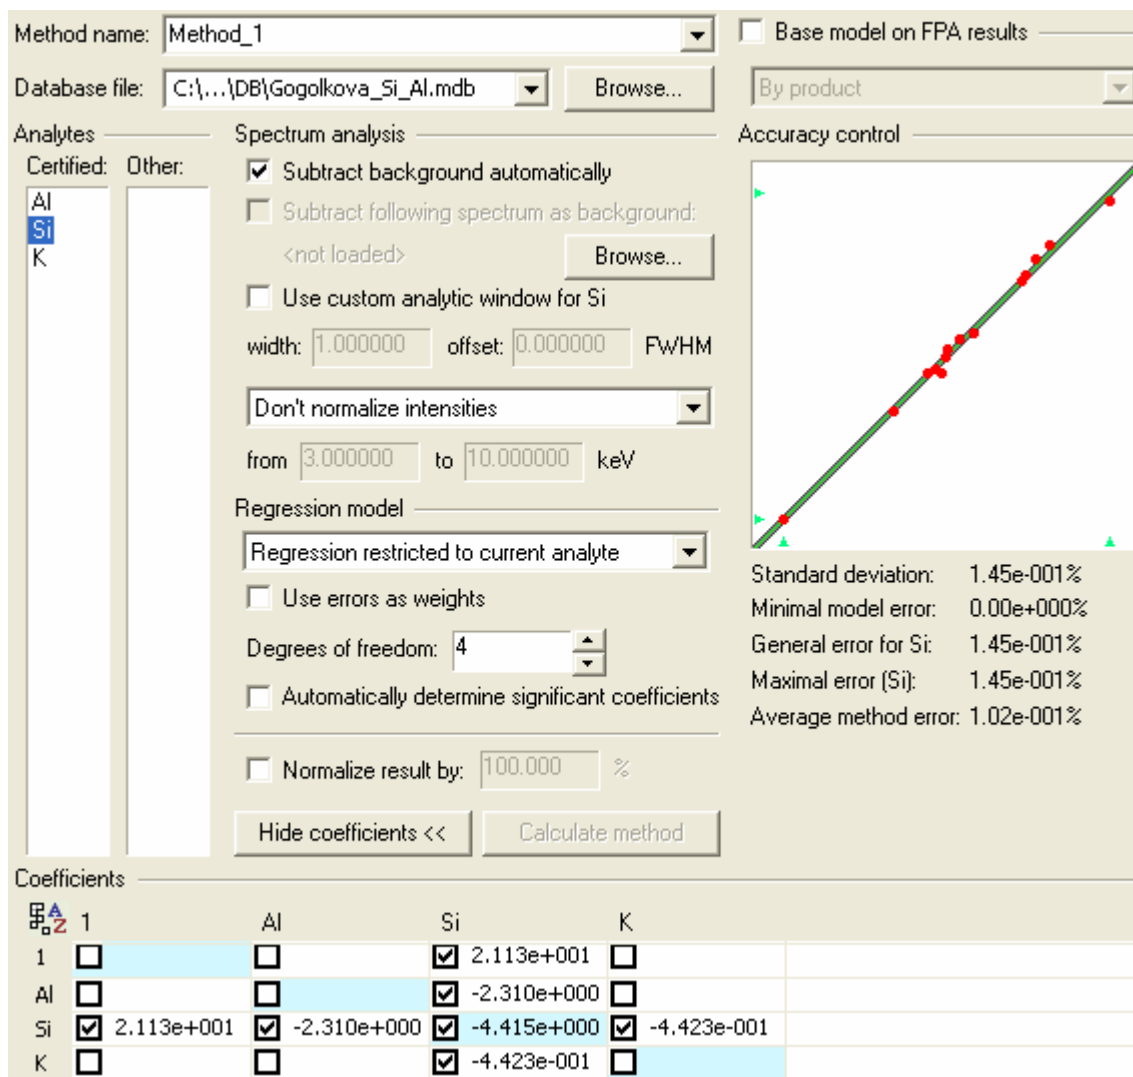 Method name: Method_1
Base model on FPA results
Database file: C:\...\DB\Gogolkova_Si_Al.mdb Browse...
By product
Analytes
Certified: Other:
Al
Si
K
Spectrum analysis
Subtract background automatically
Subtract following spectrum as background:
<not loaded> Browse...
Use custom analytic window for Si
width: 1.000000 offset: 0.000000 FWHM
Don't normalize intensities
from 3.000000 to 10.000000 keV
Regression model
Regression restricted to current analyte
Use errors as weights
Degrees of freedom: 4
Automatically determine significant coefficients
Normalize result by: 100.000 %
Hide coefficients << Calculate method
Accuracy control
Standard deviation: 1.45e-001%
Minimal model error: 0.00e+000%
General error for Si: 1.45e-001%
Maximal error (Si): 1.45e-001%
Average method error: 1.02e-001%
Coefficients
AZ 1 Al Si K
1 2.113e+001
Al -2.310e+000
Si 2.113e+001 -2.310e+000 -4.415e+000 -4.423e-001
K -4.423e-001